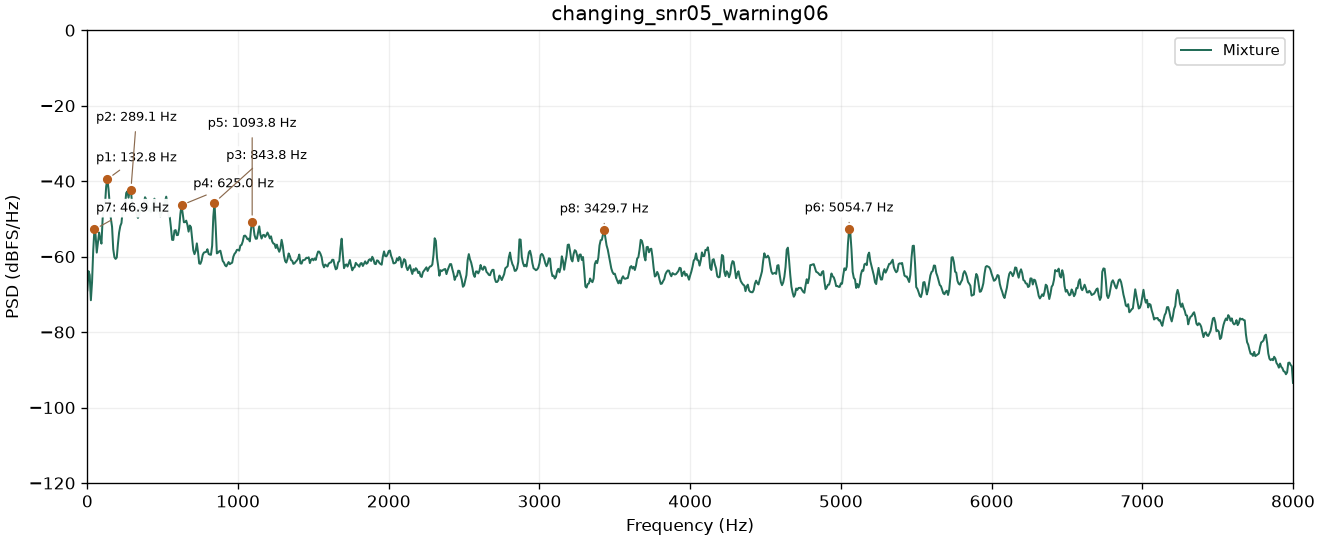 changing_snr05_warning06
Mixture
p2: 289.1 Hz
p5: 1093.8 Hz
p1: 132.8 Hz
p3: 843.8 Hz
p4: 625.0 Hz
p7: 46.9 Hz
p8: 3429.7 Hz
p6: 5054.7 Hz
PSD (dBFS/Hz)
0
−20
−40
−60
−80
−100
−120
0
1000
2000
3000
4000
5000
6000
7000
8000
Frequency (Hz)